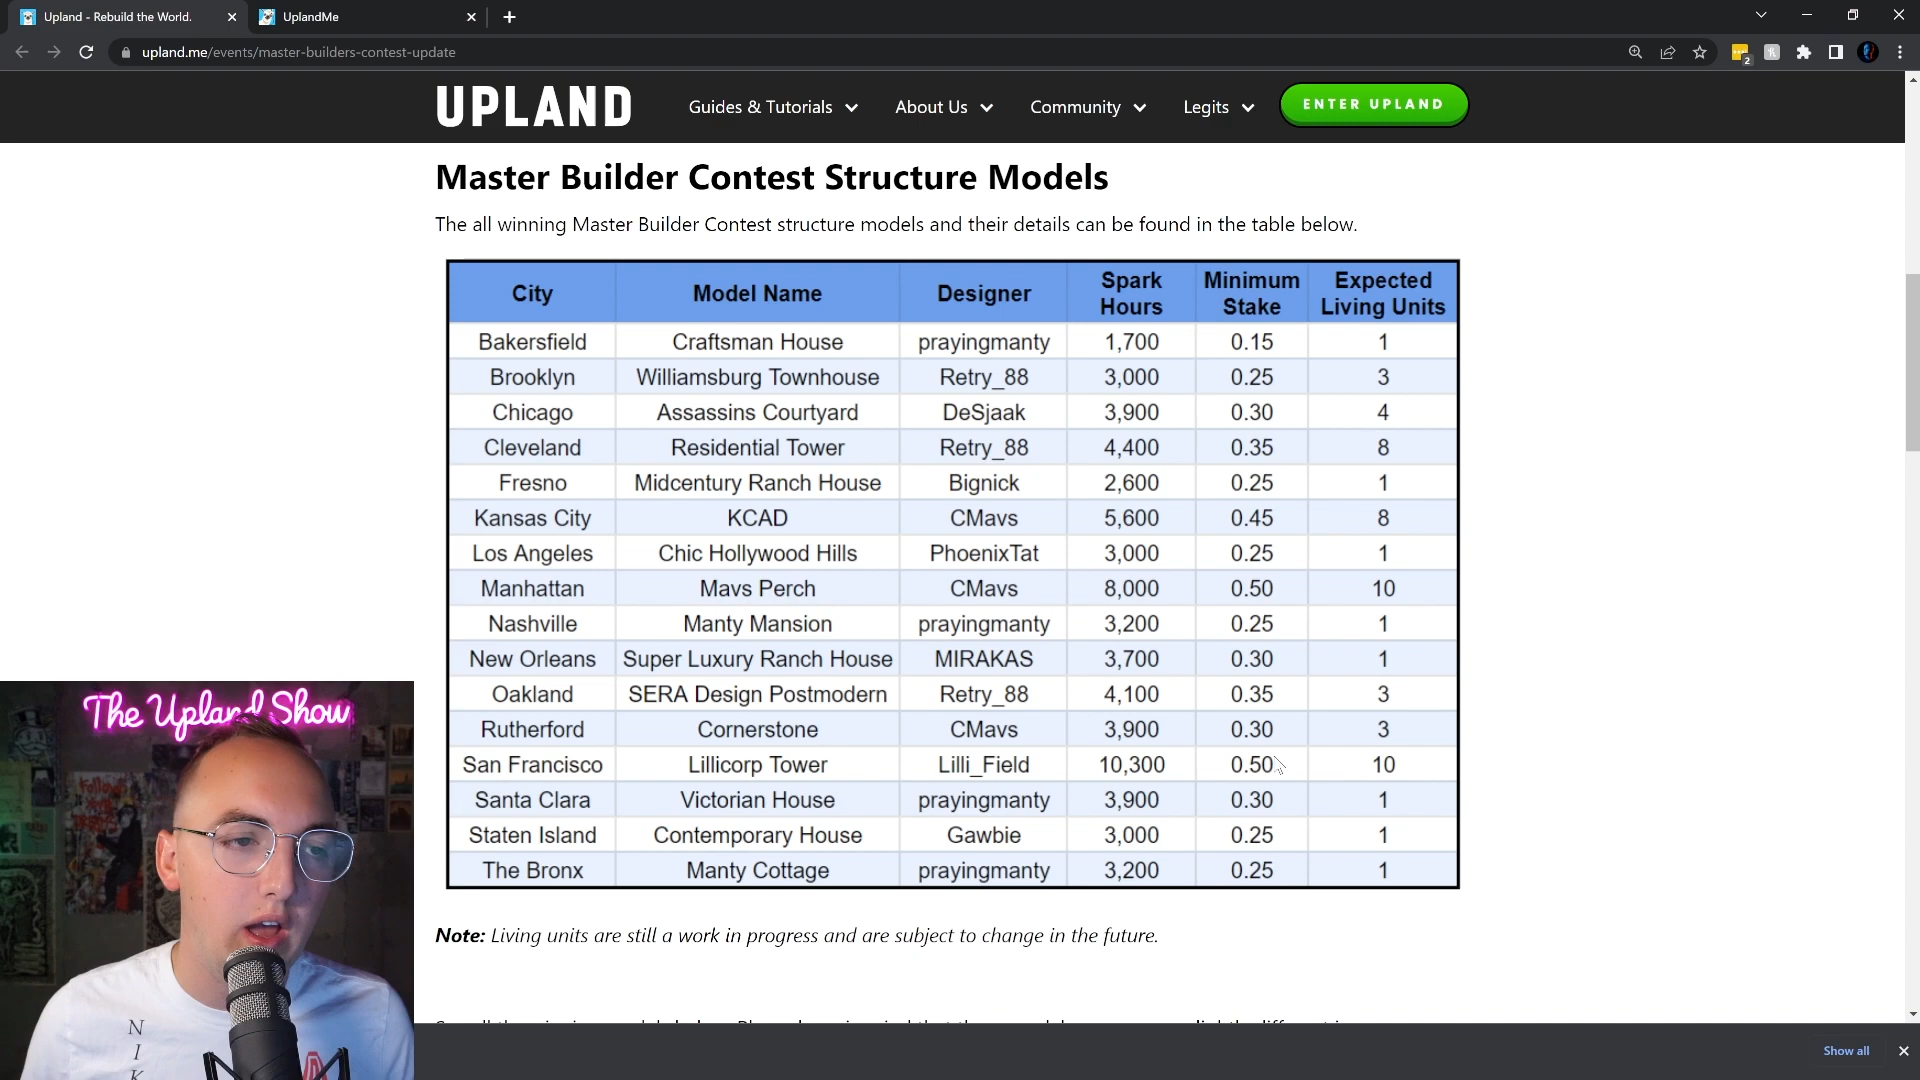 Upland - Rebuild the World.
UplandMe
upland.me/events/master-builders-contest-update
2
UPLAND
Guides & Tutorials
About Us
Community
Legits
ENTER UPLAND
Master Builder Contest Structure Models
The all winning Master Builder Contest structure models and their details can be found in the table below.
City Model Name Designer Spark Hours Minimum Stake Expected Living Units
Bakersfield Craftsman House prayingmanty 1,700 0.15 1
Brooklyn Williamsburg Townhouse Retry_88 3,000 0.25 3
Chicago Assassins Courtyard DeSjaak 3,900 0.30 4
Cleveland Residential Tower Retry_88 4,400 0.35 8
Fresno Midcentury Ranch House Bignick 2,600 0.25 1
Kansas City KCAD CMavs 5,600 0.45 8
Los Angeles Chic Hollywood Hills PhoenixTat 3,000 0.25 1
Manhattan Mavs Perch CMavs 8,000 0.50 10
Nashville Manty Mansion prayingmanty 3,200 0.25 1
New Orleans Super Luxury Ranch House MIRAKAS 3,700 0.30 1
Oakland SERA Design Postmodern Retry_88 4,100 0.35 3
Rutherford Cornerstone CMavs 3,900 0.30 3
San Francisco Lillicorp Tower Lilli_Field 10,300 0.50 10
Santa Clara Victorian House prayingmanty 3,900 0.30 1
Staten Island Contemporary House Gawbie 3,000 0.25 1
The Bronx Manty Cottage prayingmanty 3,200 0.25 1
Note: Living units are still a work in progress and are subject to change in the future.
The Upland Show
N
I
K
Show all